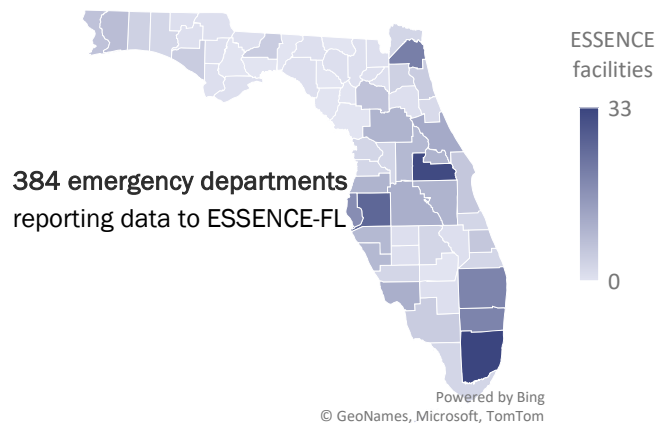 ESSENCE
facilities
33
384 emergency departments
reporting data to ESSENCE-FL
0
Powered by Bing
© GeoNames, Microsoft, TomTom